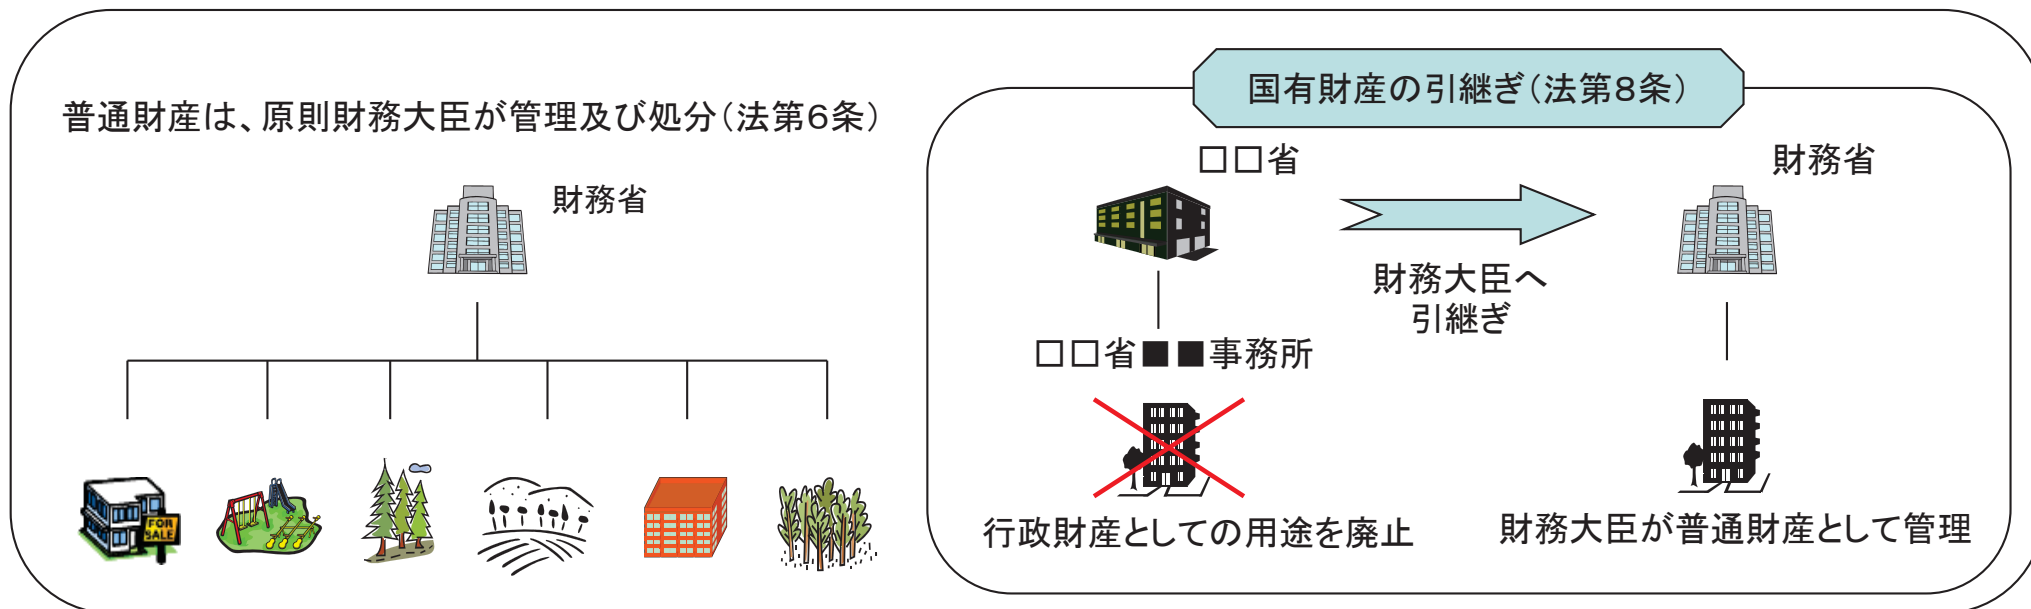 普通財産は、原則財務大臣が管理及び処分（法第６条）
財務省
FOR
SALE
国有財産の引継ぎ（法第８条）
□□省
財務省
財務大臣へ
引継ぎ
□□省■■事務所
行政財産としての用途を廃止
財務大臣が普通財産として管理